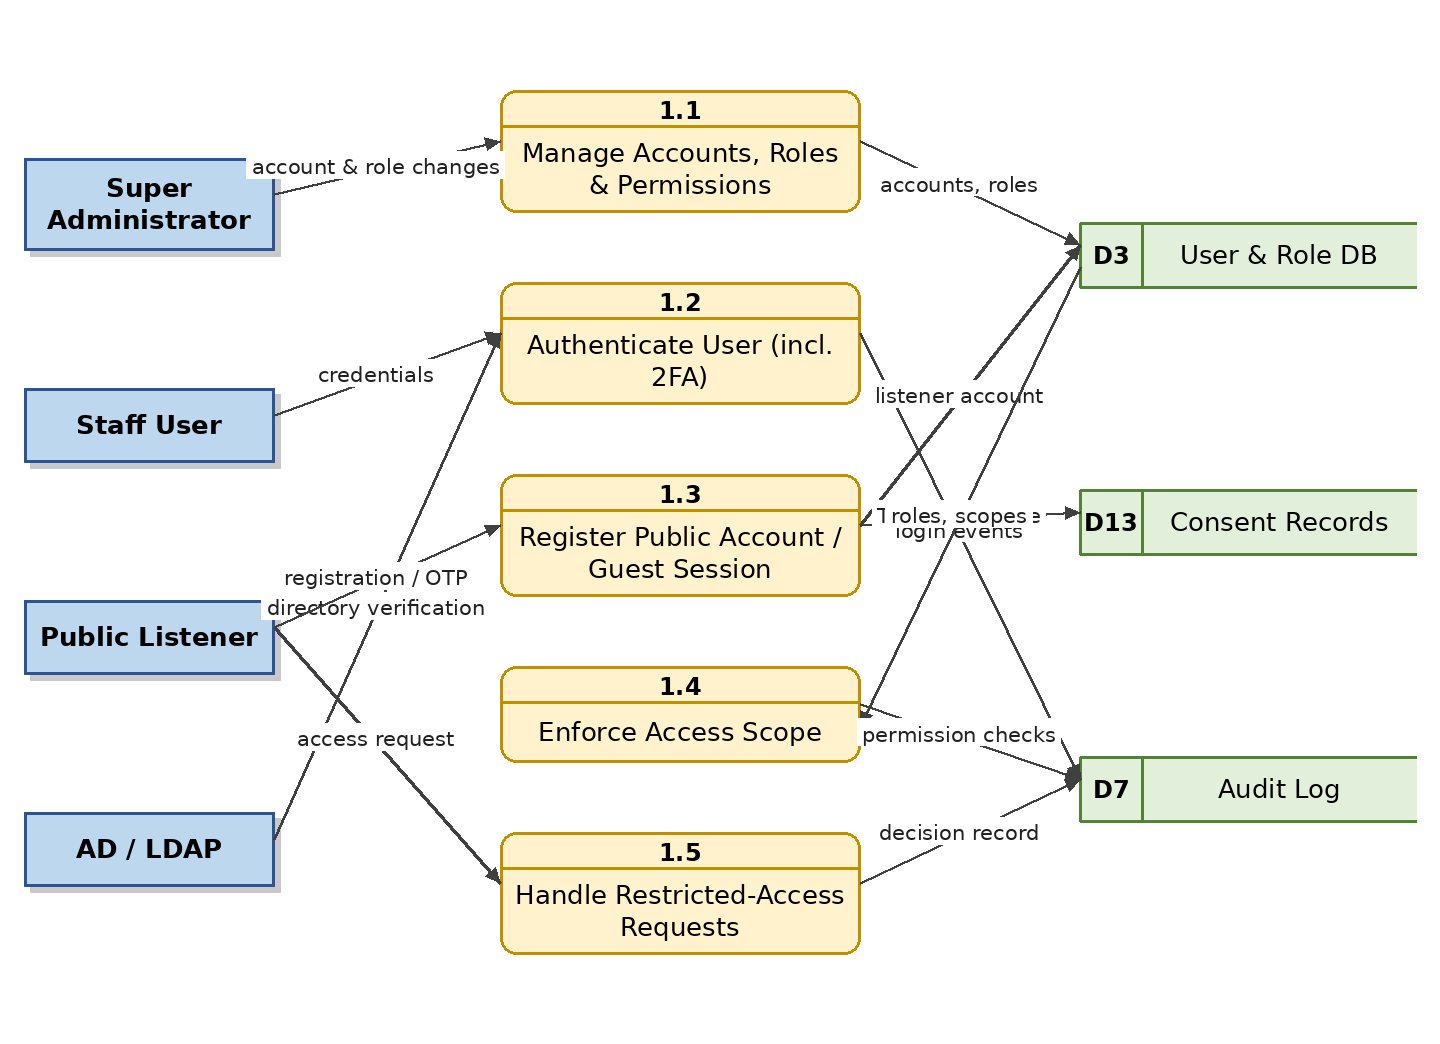 1.1
Manage Accounts, Roles
& Permissions
account & role changes
Super
Administrator
accounts, roles
D3
User & Role DB
1.2
Authenticate User (incl.
2FA)
credentials
Staff User
listener account
1.3
Register Public Account /
Guest Session
roles, scopes
login events
D13
Consent Records
registration / OTP
directory verification
Public Listener
1.4
Enforce Access Scope
access request
permission checks
D7
Audit Log
decision record
AD / LDAP
1.5
Handle Restricted-Access
Requests